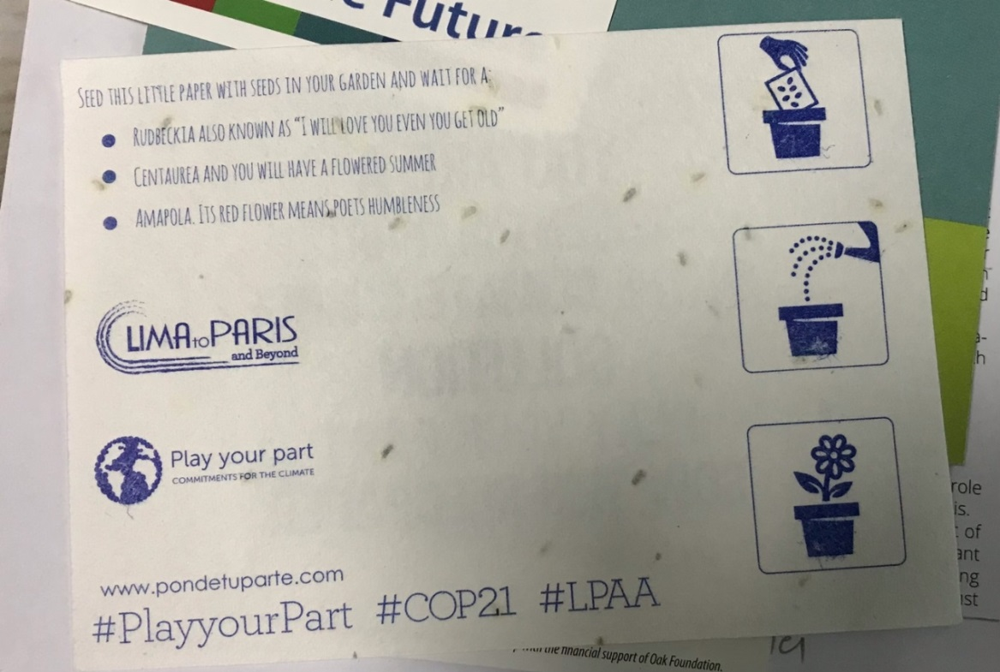 Future
SEED THIS LITTLE PAPER WITH SEEDS IN YOUR GARDEN AND WAIT FOR A:
RUDBECKIA ALSO KNOWN AS “I WILL LOVE YOU EVEN YOU GET OLD”
CENTAUREA AND YOU WILL HAVE A FLOWERED SUMMER
AMAPOLA. ITS RED FLOWER MEANS POETS HUMBLENESS
LIMA to PARIS
and Beyond
Play your part
COMMITMENTS FOR THE CLIMATE
www.pondetuparte.com
#PlayyourPart #COP21 #LPAA
role
is.
of
ant
ng
ust
the financial support of Oak Foundation.